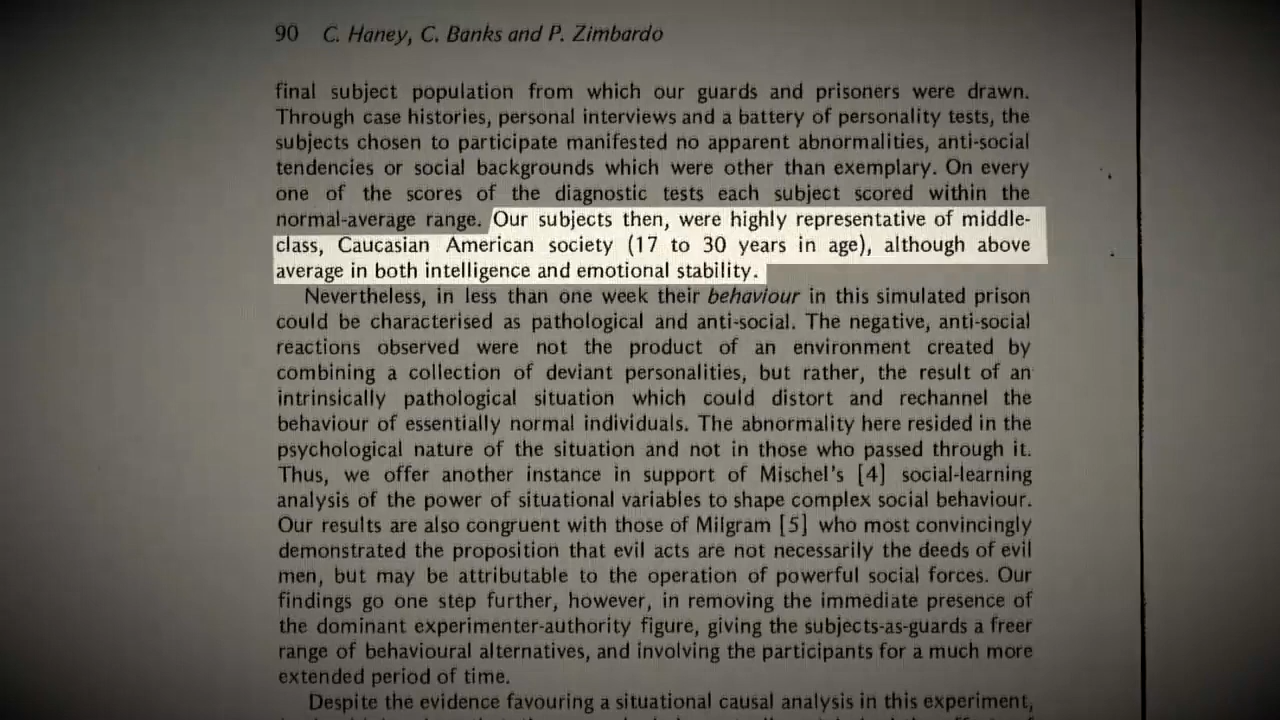 90 C. Haney, C. Banks and P. Zimbardo
final subject population from which our guards and prisoners were drawn.
Through case histories, personal interviews and a battery of personality tests, the
subjects chosen to participate manifested no apparent abnormalities, anti-social
tendencies or social backgrounds which were other than exemplary. On every
one of the scores of the diagnostic tests each subject scored within the
normal-average range. Our subjects then, were highly representative of middle-
class, Caucasian American society (17 to 30 years in age), although above
average in both intelligence and emotional stability.
Nevertheless, in less than one week their behaviour in this simulated prison
could be characterised as pathological and anti-social. The negative, anti-social
reactions observed were not the product of an environment created by
combining a collection of deviant personalities, but rather, the result of an
intrinsically pathological situation which could distort and rechannel the
behaviour of essentially normal individuals. The abnormality here resided in the
psychological nature of the situation and not in those who passed through it.
Thus, we offer another instance in support of Mischel's [4] social-learning
analysis of the power of situational variables to shape complex social behaviour.
Our results are also congruent with those of Milgram [5] who most convincingly
demonstrated the proposition that evil acts are not necessarily the deeds of evil
men, but may be attributable to the operation of powerful social forces. Our
findings go one step further, however, in removing the immediate presence of
the dominant experimenter-authority figure, giving the subjects-as-guards a freer
range of behavioural alternatives, and involving the participants for a much more
extended period of time.
Despite the evidence favouring a situational causal analysis in this experiment,